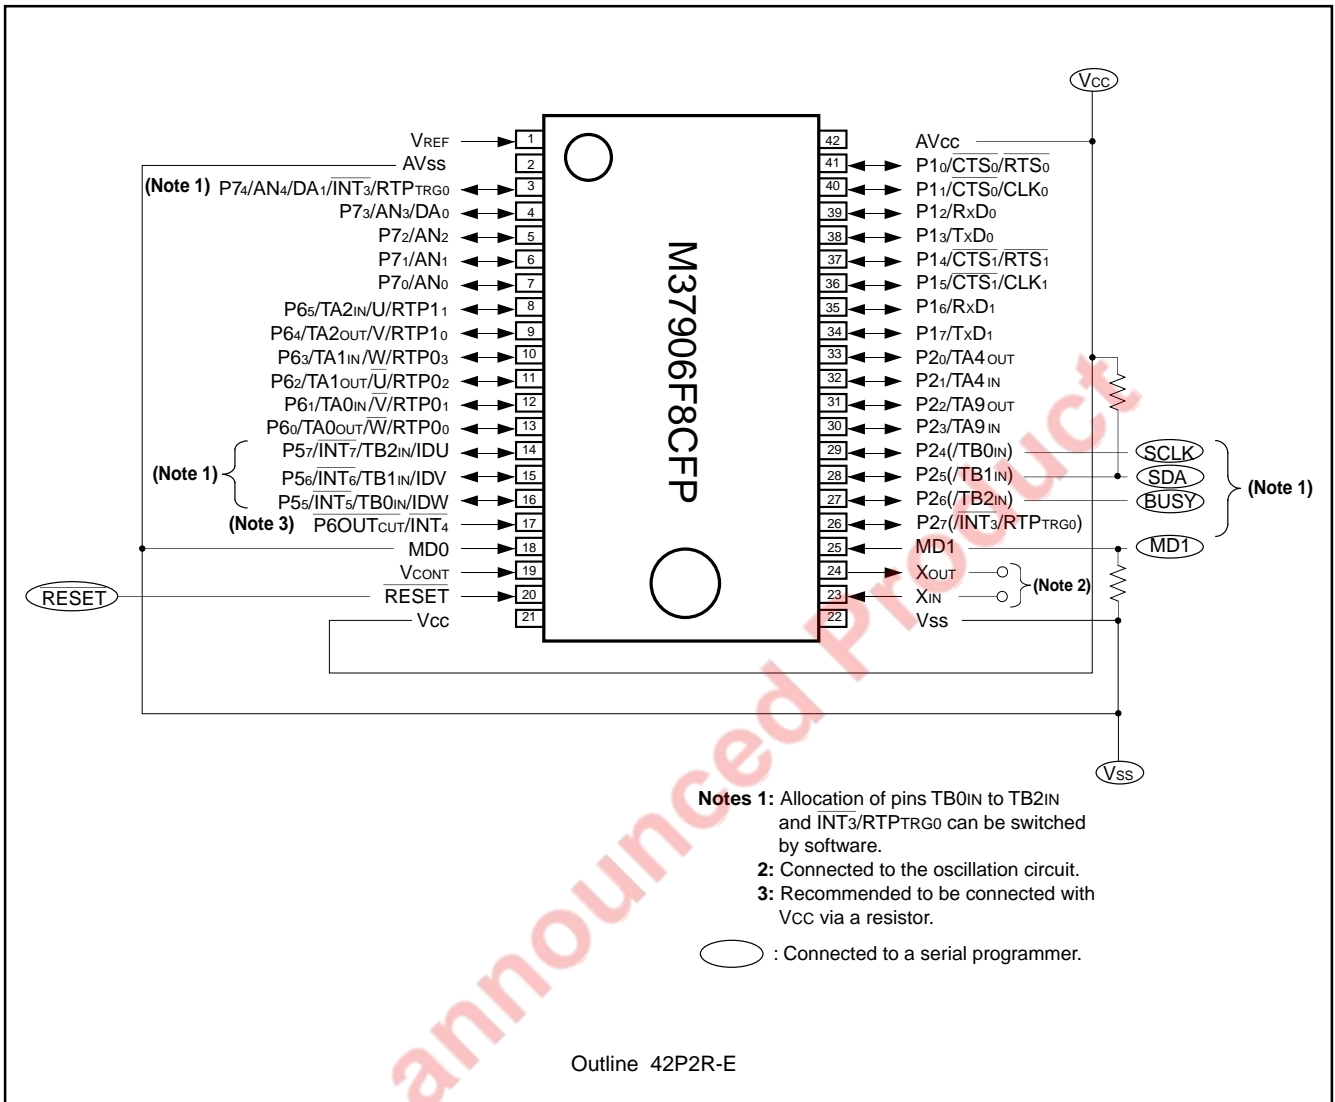 VCC
VREF 1
AVSS 2
(Note 1) P74/AN4/DA1/INT3/RTPTRG0 3
P73/AN3/DA0 4
P72/AN2 5
P71/AN1 6
P70/AN0 7
P65/TA2IN/U/RTP11 8
P64/TA2OUT/V/RTP10 9
P63/TA1IN/W/RTP03 10
P62/TA1OUT/U/RTP02 11
P61/TA0IN/V/RTP01 12
P60/TA0OUT/W/RTP00 13
P57/INT7/TB2IN/IDU 14
(Note 1)
P56/INT6/TB1IN/IDV 15
P55/INT5/TB0IN/IDW 16
(Note 3) P6OUTCUT/INT4 17
MD0 18
VCONT 19
RESET
RESET 20
Vcc 21
M37906F8CFP
42 AVcc
41 P10/CTS0/RTS0
40 P11/CTS0/CLK0
39 P12/RxD0
38 P13/TxD0
37 P14/CTS1/RTS1
36 P15/CTS1/CLK1
35 P16/RxD1
34 P17/TxD1
33 P20/TA4OUT
32 P21/TA4IN
31 P22/TA9OUT
30 P23/TA9IN
29 P24(/TB0IN) SCLK
28 P25(/TB1IN) SDA
27 P26(/TB2IN) BUSY
(Note 1)
26 P27(/INT3/RTPTRG0)
25 MD1 MD1
24 XOUT
(Note 2)
23 XIN
22 Vss
VSS
Notes 1: Allocation of pins TB0IN to TB2IN
and INT3/RTPTRG0 can be switched
by software.
2: Connected to the oscillation circuit.
3: Recommended to be connected with
VCC via a resistor.
: Connected to a serial programmer.
Outline 42P2R-E
announced Product